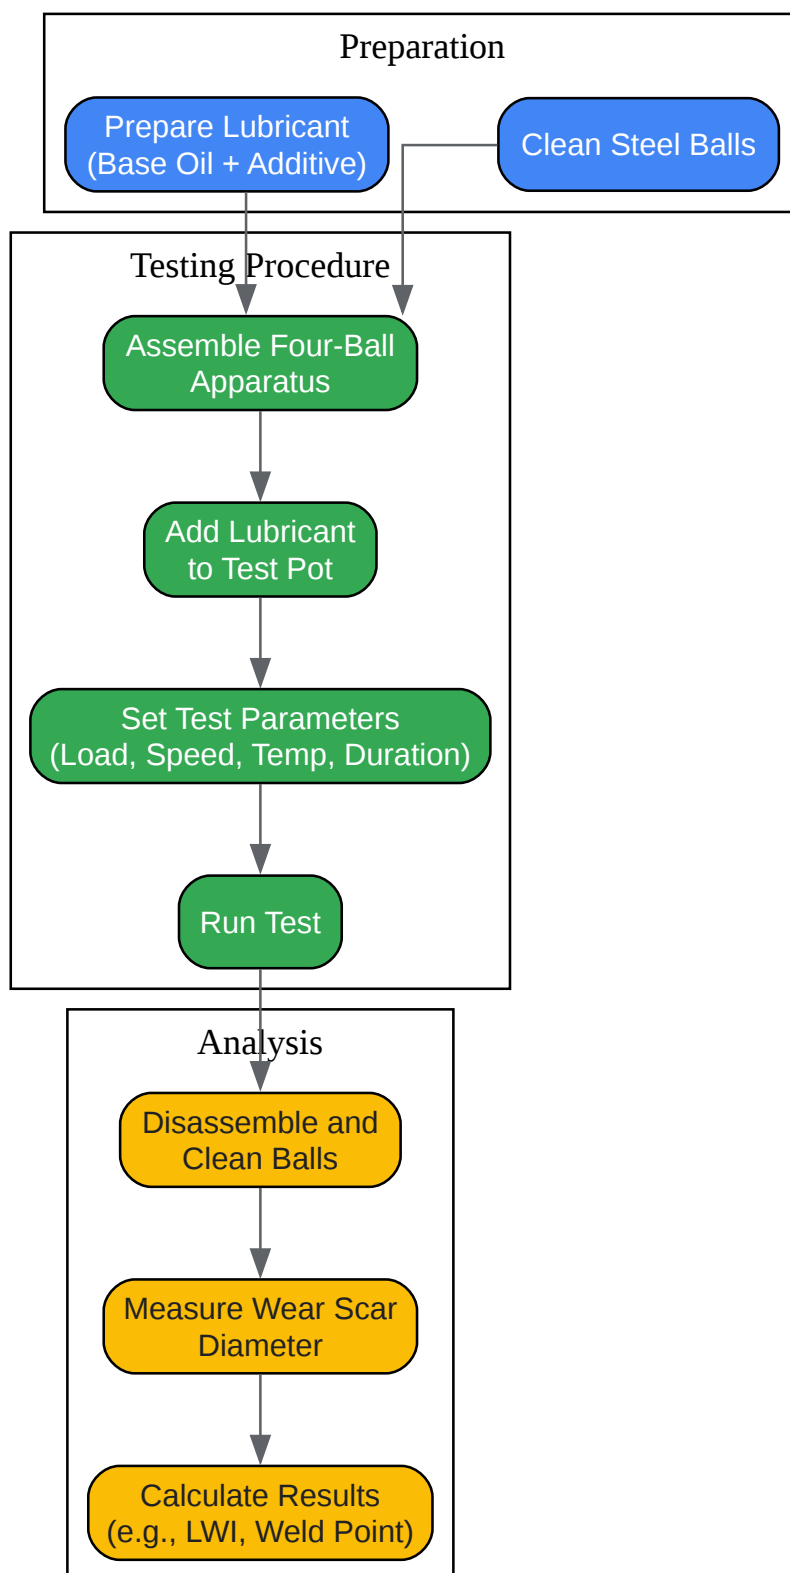 Preparation
Prepare Lubricant
(Base Oil + Additive)
Clean Steel Balls
Testing Procedure
Assemble Four-Ball
Apparatus
Add Lubricant
to Test Pot
Set Test Parameters
(Load, Speed, Temp, Duration)
Run Test
Analysis
Disassemble and
Clean Balls
Measure Wear Scar
Diameter
Calculate Results
(e.g., LWI, Weld Point)